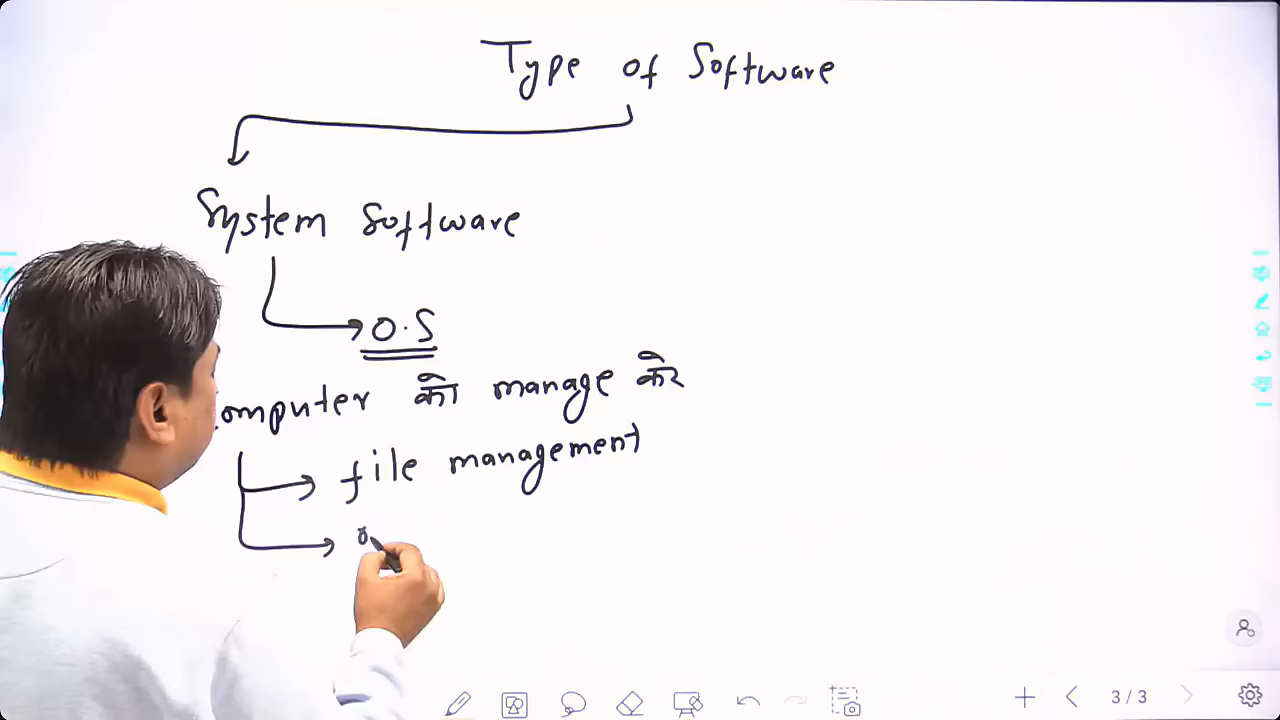 Type of Software
System Software
O.S
omputer को manage करे
file management
3/3